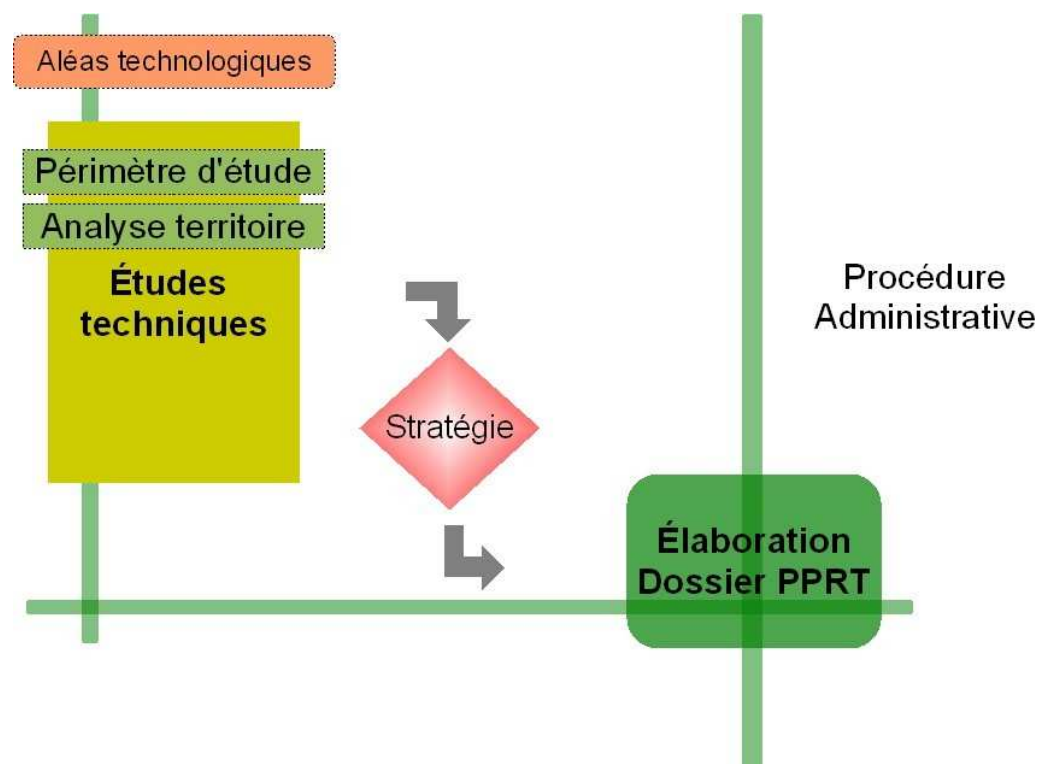 Aléas technologiques
Périmètre d'étude
Analyse territoire
Études
techniques
Procédure
Administrative
Stratégie
Élaboration
Dossier PPRT